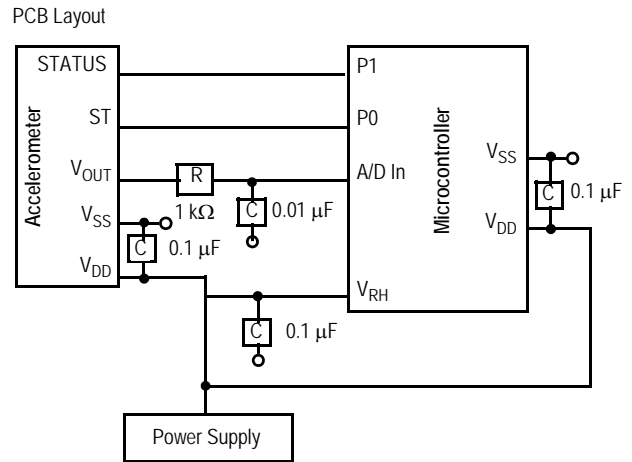 PCB Layout
STATUS
ST
V_OUT
V_SS
V_DD
Accelerometer
R
1 kΩ
C
0.01 µF
C
0.1 µF
C
0.1 µF
P1
P0
A/D In
V_RH
Microcontroller
V_SS
V_DD
C
0.1 µF
Power Supply